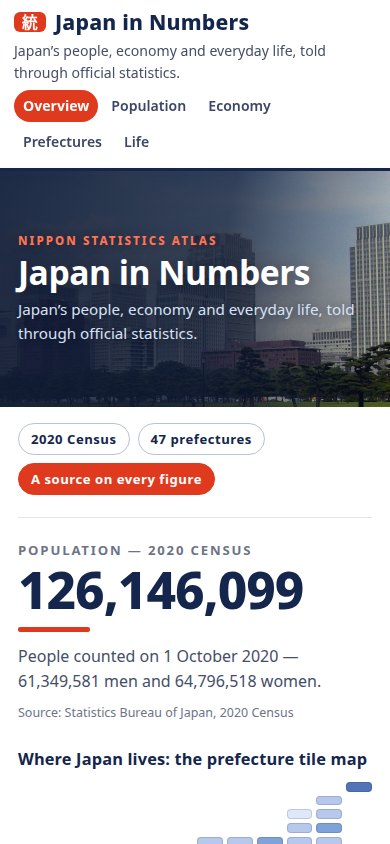 統 Japan in Numbers
Japan’s people, economy and everyday life, told
through official statistics.
Overview Population Economy
Prefectures Life
NIPPON STATISTICS ATLAS
Japan in Numbers
Japan’s people, economy and everyday life, told
through official statistics.
2020 Census 47 prefectures
A source on every figure
POPULATION — 2020 CENSUS
126,146,099
People counted on 1 October 2020 —
61,349,581 men and 64,796,518 women.
Source: Statistics Bureau of Japan, 2020 Census
Where Japan lives: the prefecture tile map